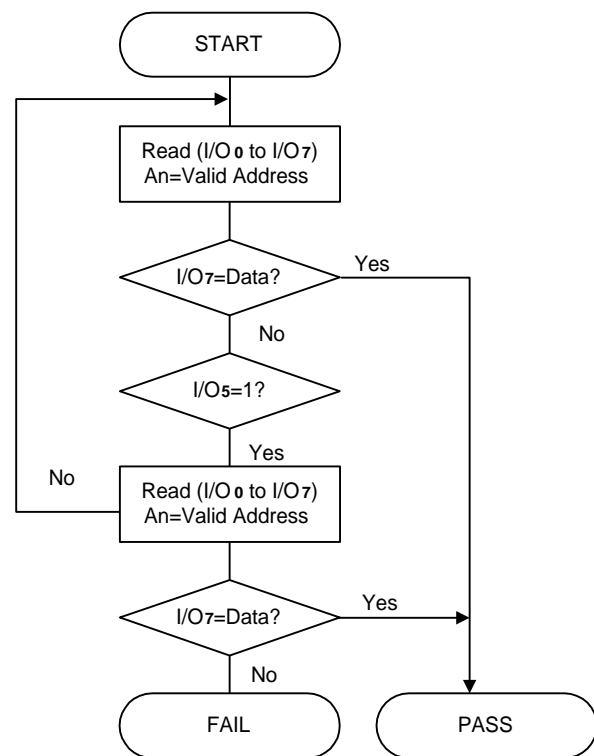 START
Read (I/O0 to I/O7)
An=Valid Address
I/O7=Data?
Yes
No
I/O5=1?
Yes
No
Read (I/O0 to I/O7)
An=Valid Address
I/O7=Data?
Yes
No
FAIL
PASS